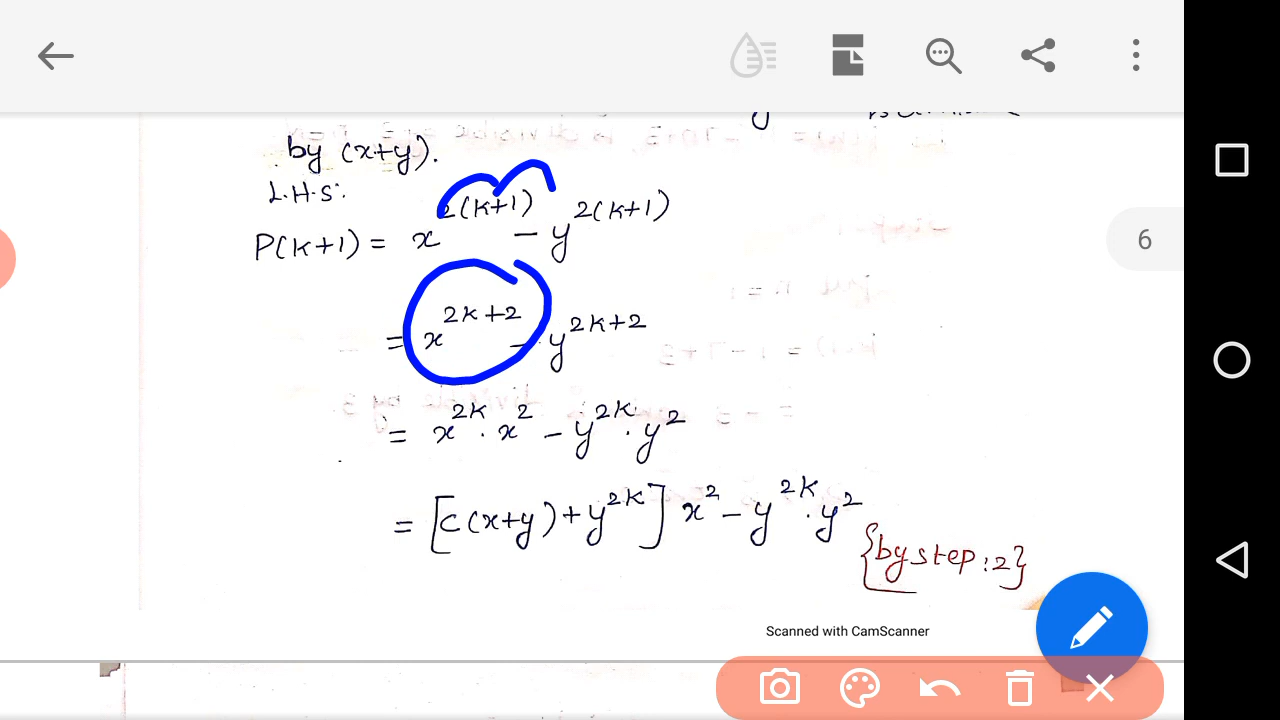 by (x+y).
L.H.S:
P(K+1) = x^2(K+1) - y^2(K+1)
6
= x^2K+2 - y^2K+2
= x^2K . x^2 - y^2K . y^2
= [C(x+y)+y^2K] x^2 - y^2K . y^2
{by step:2}
Scanned with CamScanner